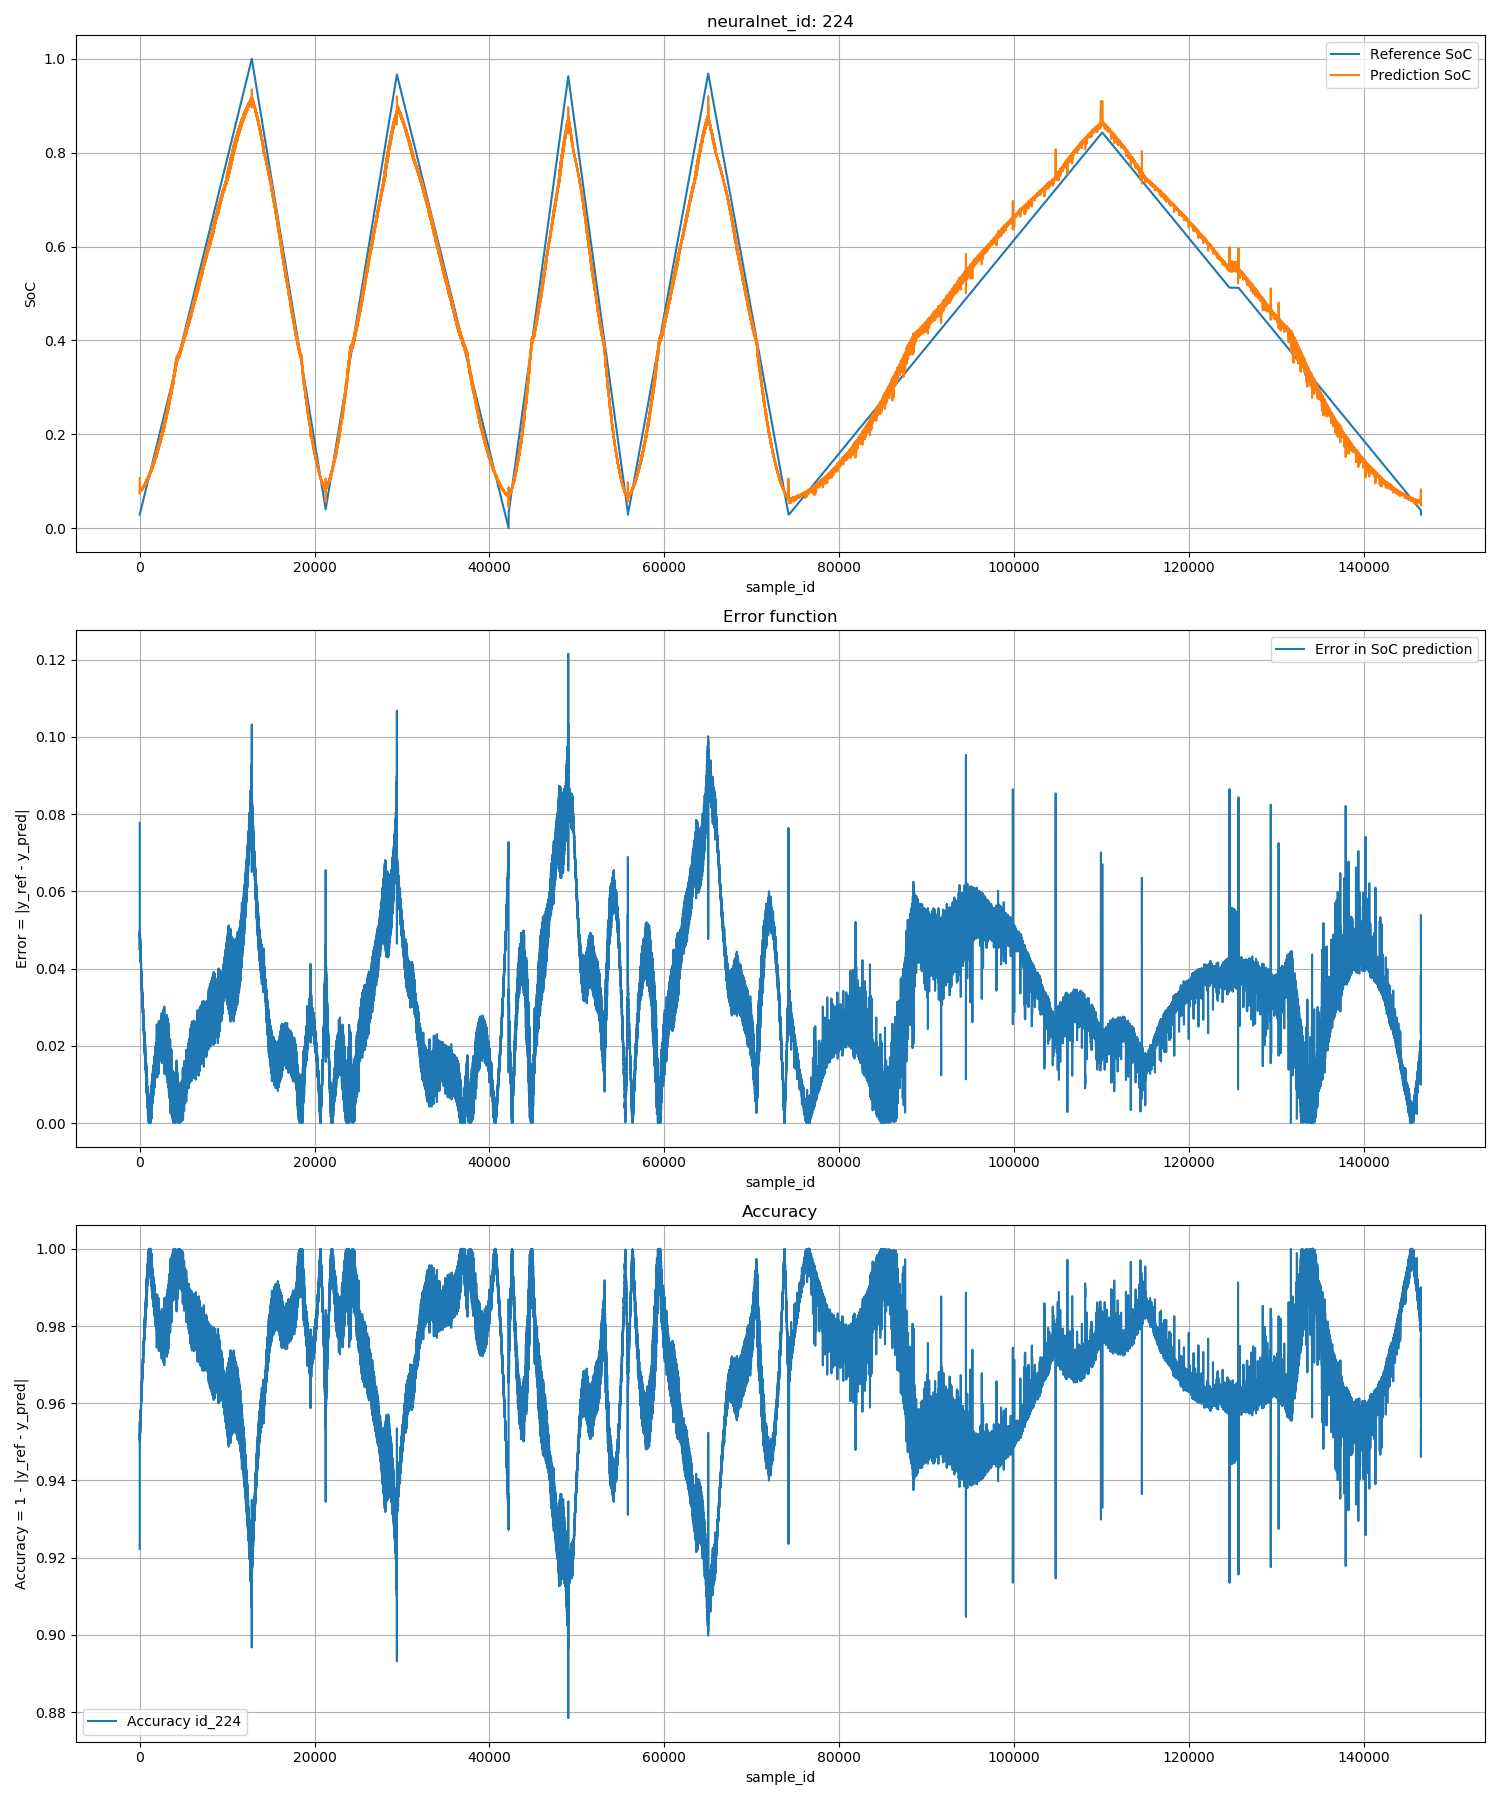 neuralnet_id: 224
Reference SoC
Prediction SoC
SoC
1.0
0.8
0.6
0.4
0.2
0.0
0 20000 40000 60000 80000 100000 120000 140000
sample_id
Error function
Error in SoC prediction
Error = |y_ref - y_pred|
0.12
0.10
0.08
0.06
0.04
0.02
0.00
0 20000 40000 60000 80000 100000 120000 140000
sample_id
Accuracy
Accuracy = 1 - |y_ref - y_pred|
1.00
0.98
0.96
0.94
0.92
0.90
0.88
Accuracy id_224
0 20000 40000 60000 80000 100000 120000 140000
sample_id